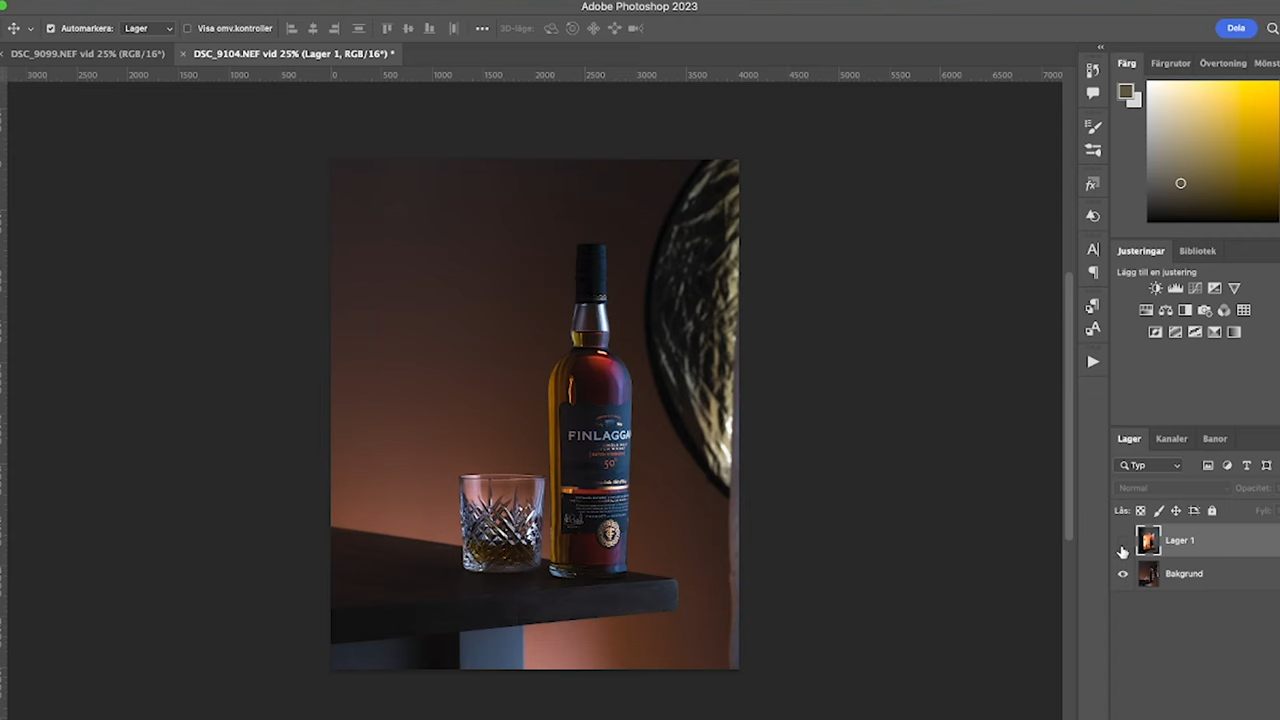 Adobe Photoshop 2023
Automarkera: Lager Visa omv.kontroller 3D-läge: Dela
DSC_9099.NEF vid 25% (RGB/16*) DSC_9104.NEF vid 25% (Lager 1, RGB/16*) *
3000 2500 2000 1500 1000 500 0 500 1000 1500 2000 2500 3000 3500 4000 4500 5000 5500 6000 6500 7000
Färg Färgrutor Övertoning Mönst
Justeringar Bibliotek
Lägg till en justering
FINLAGGA
50°
Lager Kanaler Banor
Typ
Normal Opacitet:
Lås: Fyll:
Lager 1
Bakgrund